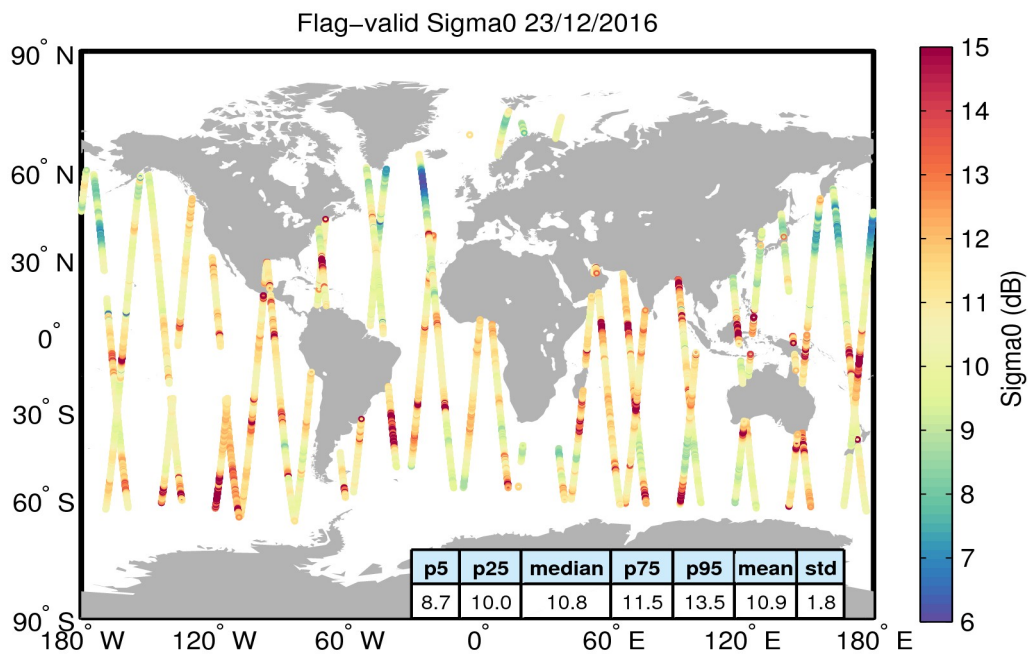 Flag−valid Sigma0 23/12/2016
90° N
60° N
30° N
0°
30° S
60° S
90° S
180° W
120° W
60° W
0°
60° E
120° E
180° E
15
14
13
12
11
10
9
8
7
6
Sigma0 (dB)
p5 p25 median p75 p95 mean std
8.7 10.0 10.8 11.5 13.5 10.9 1.8